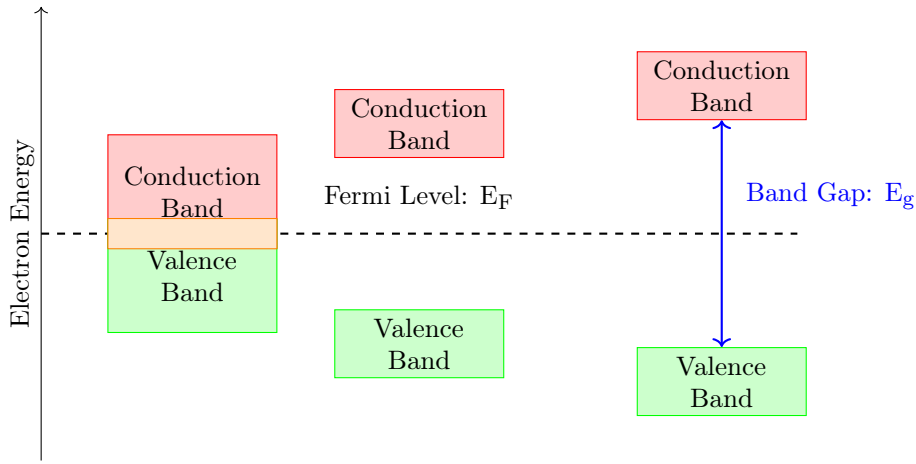 Electron Energy
Conduction
Band
Valence
Band
Conduction
Band
Fermi Level: E_F
Valence
Band
Conduction
Band
Band Gap: E_g
Valence
Band